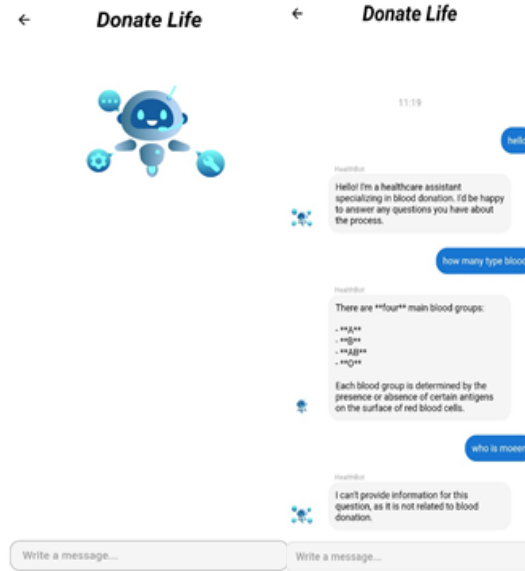 Donate Life
Write a message...
Donate Life
11:19
hello
HealthBot
Hello! I'm a healthcare assistant
specializing in blood donation. I'd be happy
to answer any questions you have about
the process.
how many type blood
HealthBot
There are **four** main blood groups:
- **A**
- **B**
- **AB**
- **O**
Each blood group is determined by the
presence or absence of certain antigens
on the surface of red blood cells.
who is moeen
HealthBot
I can't provide information for this
question, as it is not related to blood
donation.
Write a message...